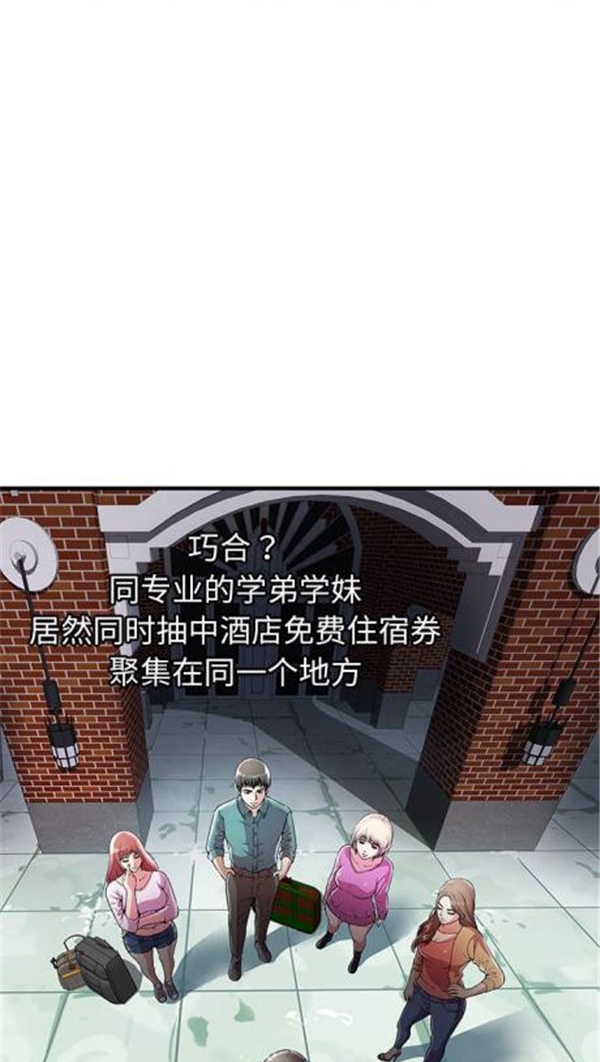 巧合？
同专业的学弟学妹
居然同时抽中酒店免费住宿券
聚集在同一个地方